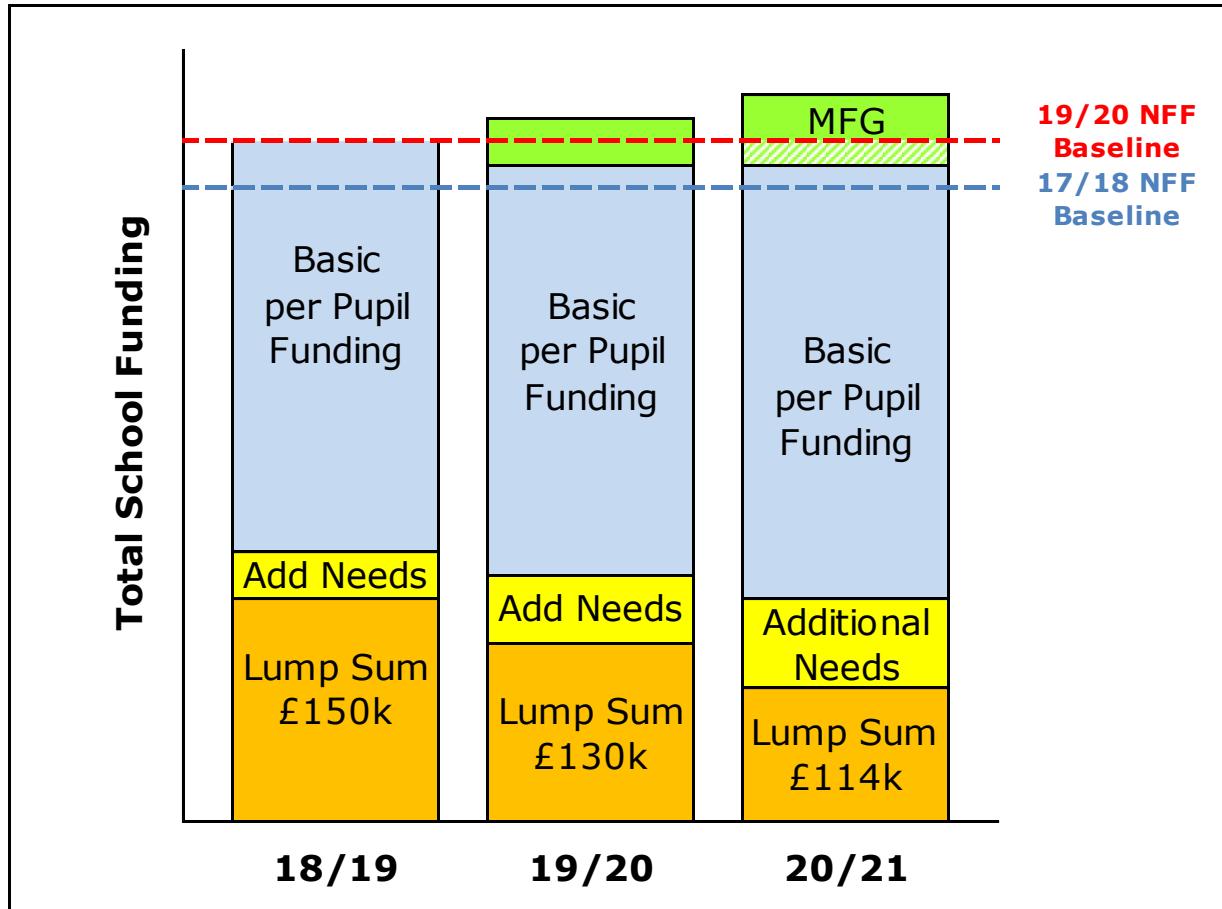 Total School Funding
Basic
per Pupil
Funding
Add Needs
Lump Sum
£150k
18/19
Basic
per Pupil
Funding
Add Needs
Lump Sum
£130k
19/20
MFG
Basic
per Pupil
Funding
Additional
Needs
Lump Sum
£114k
20/21
19/20 NFF
Baseline
17/18 NFF
Baseline